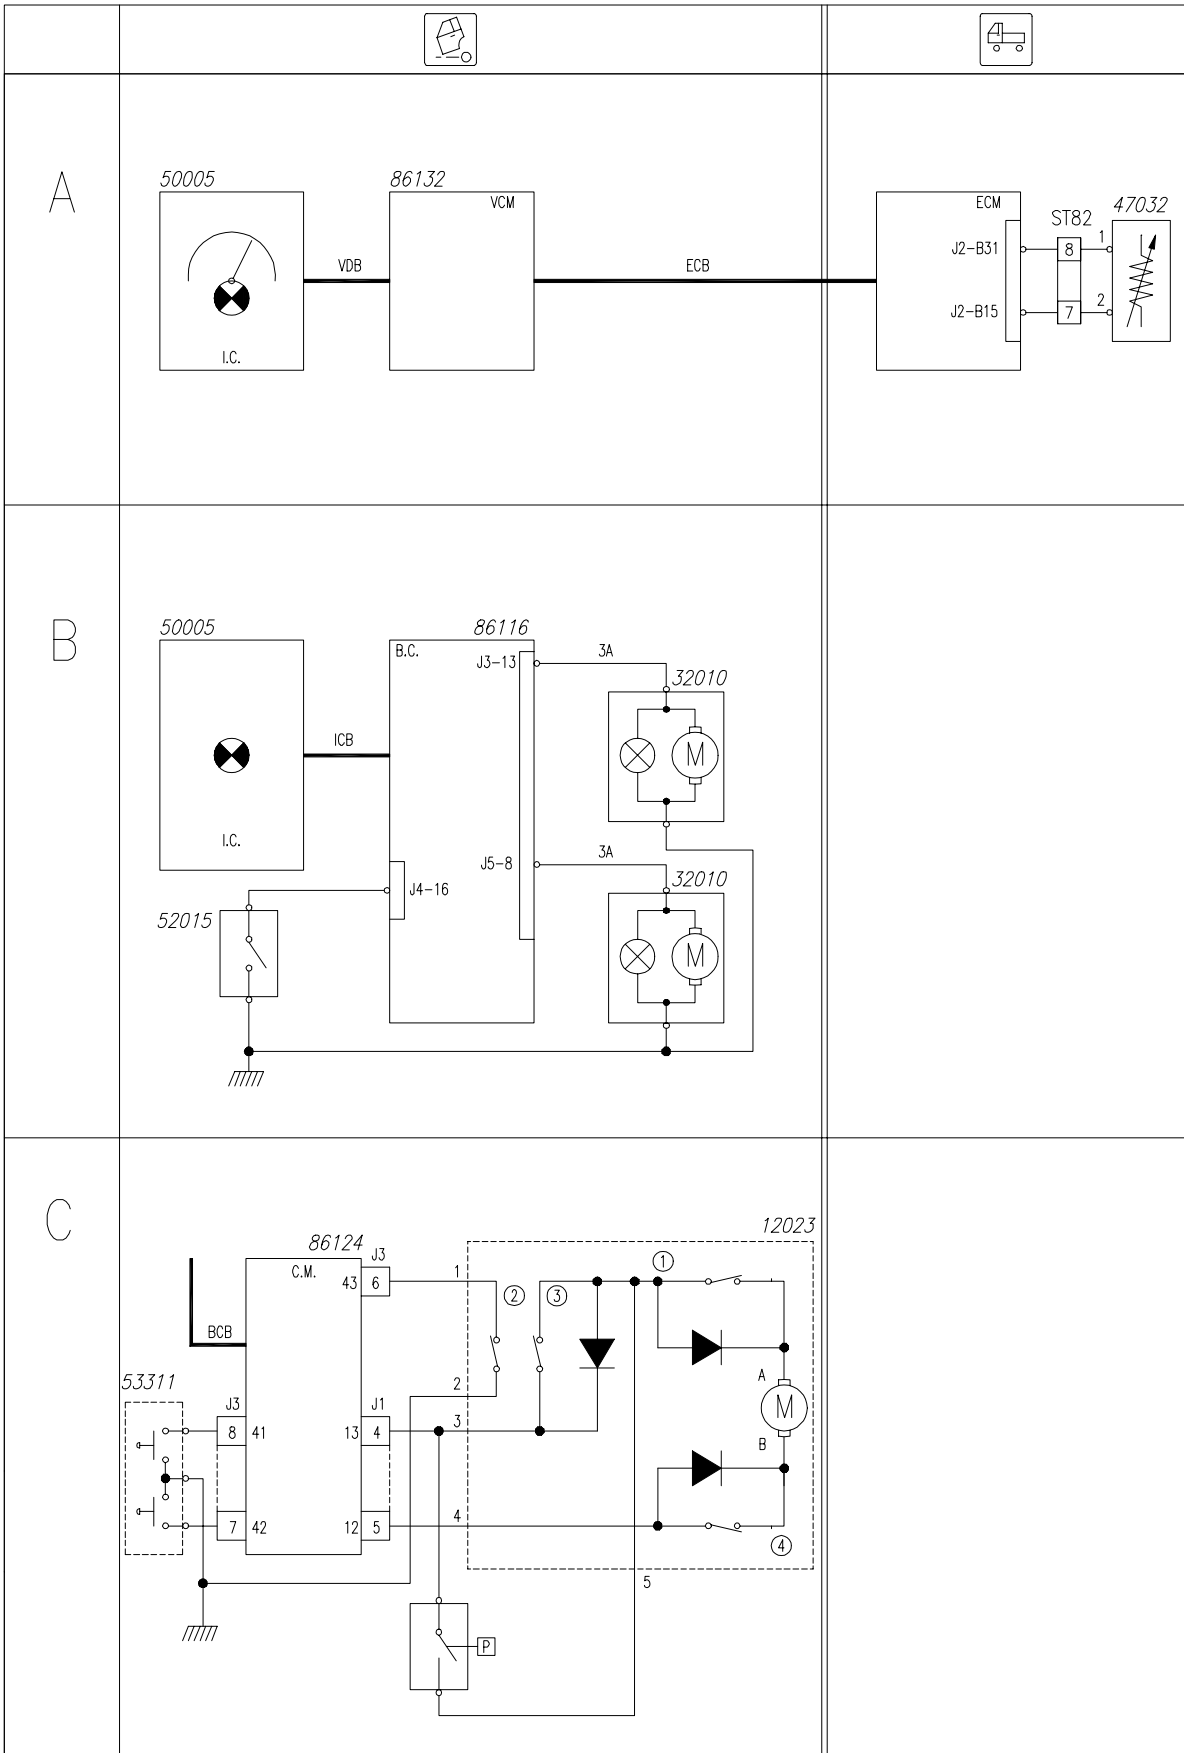 A
50005
86132
VCM
ECM
ST82
47032
J2-B31
8
1
VDB
ECB
J2-B15
7
2
I.C.
B
50005
86116
B.C.
J3-13
3A
32010
M
ICB
I.C.
J5-8
3A
J4-16
32010
52015
M
C
12023
86124
J3
C.M.
43
6
1
1
2
3
BCB
53311
2
A
J3
J1
M
8
41
13
4
3
B
7
42
12
5
4
4
5
P